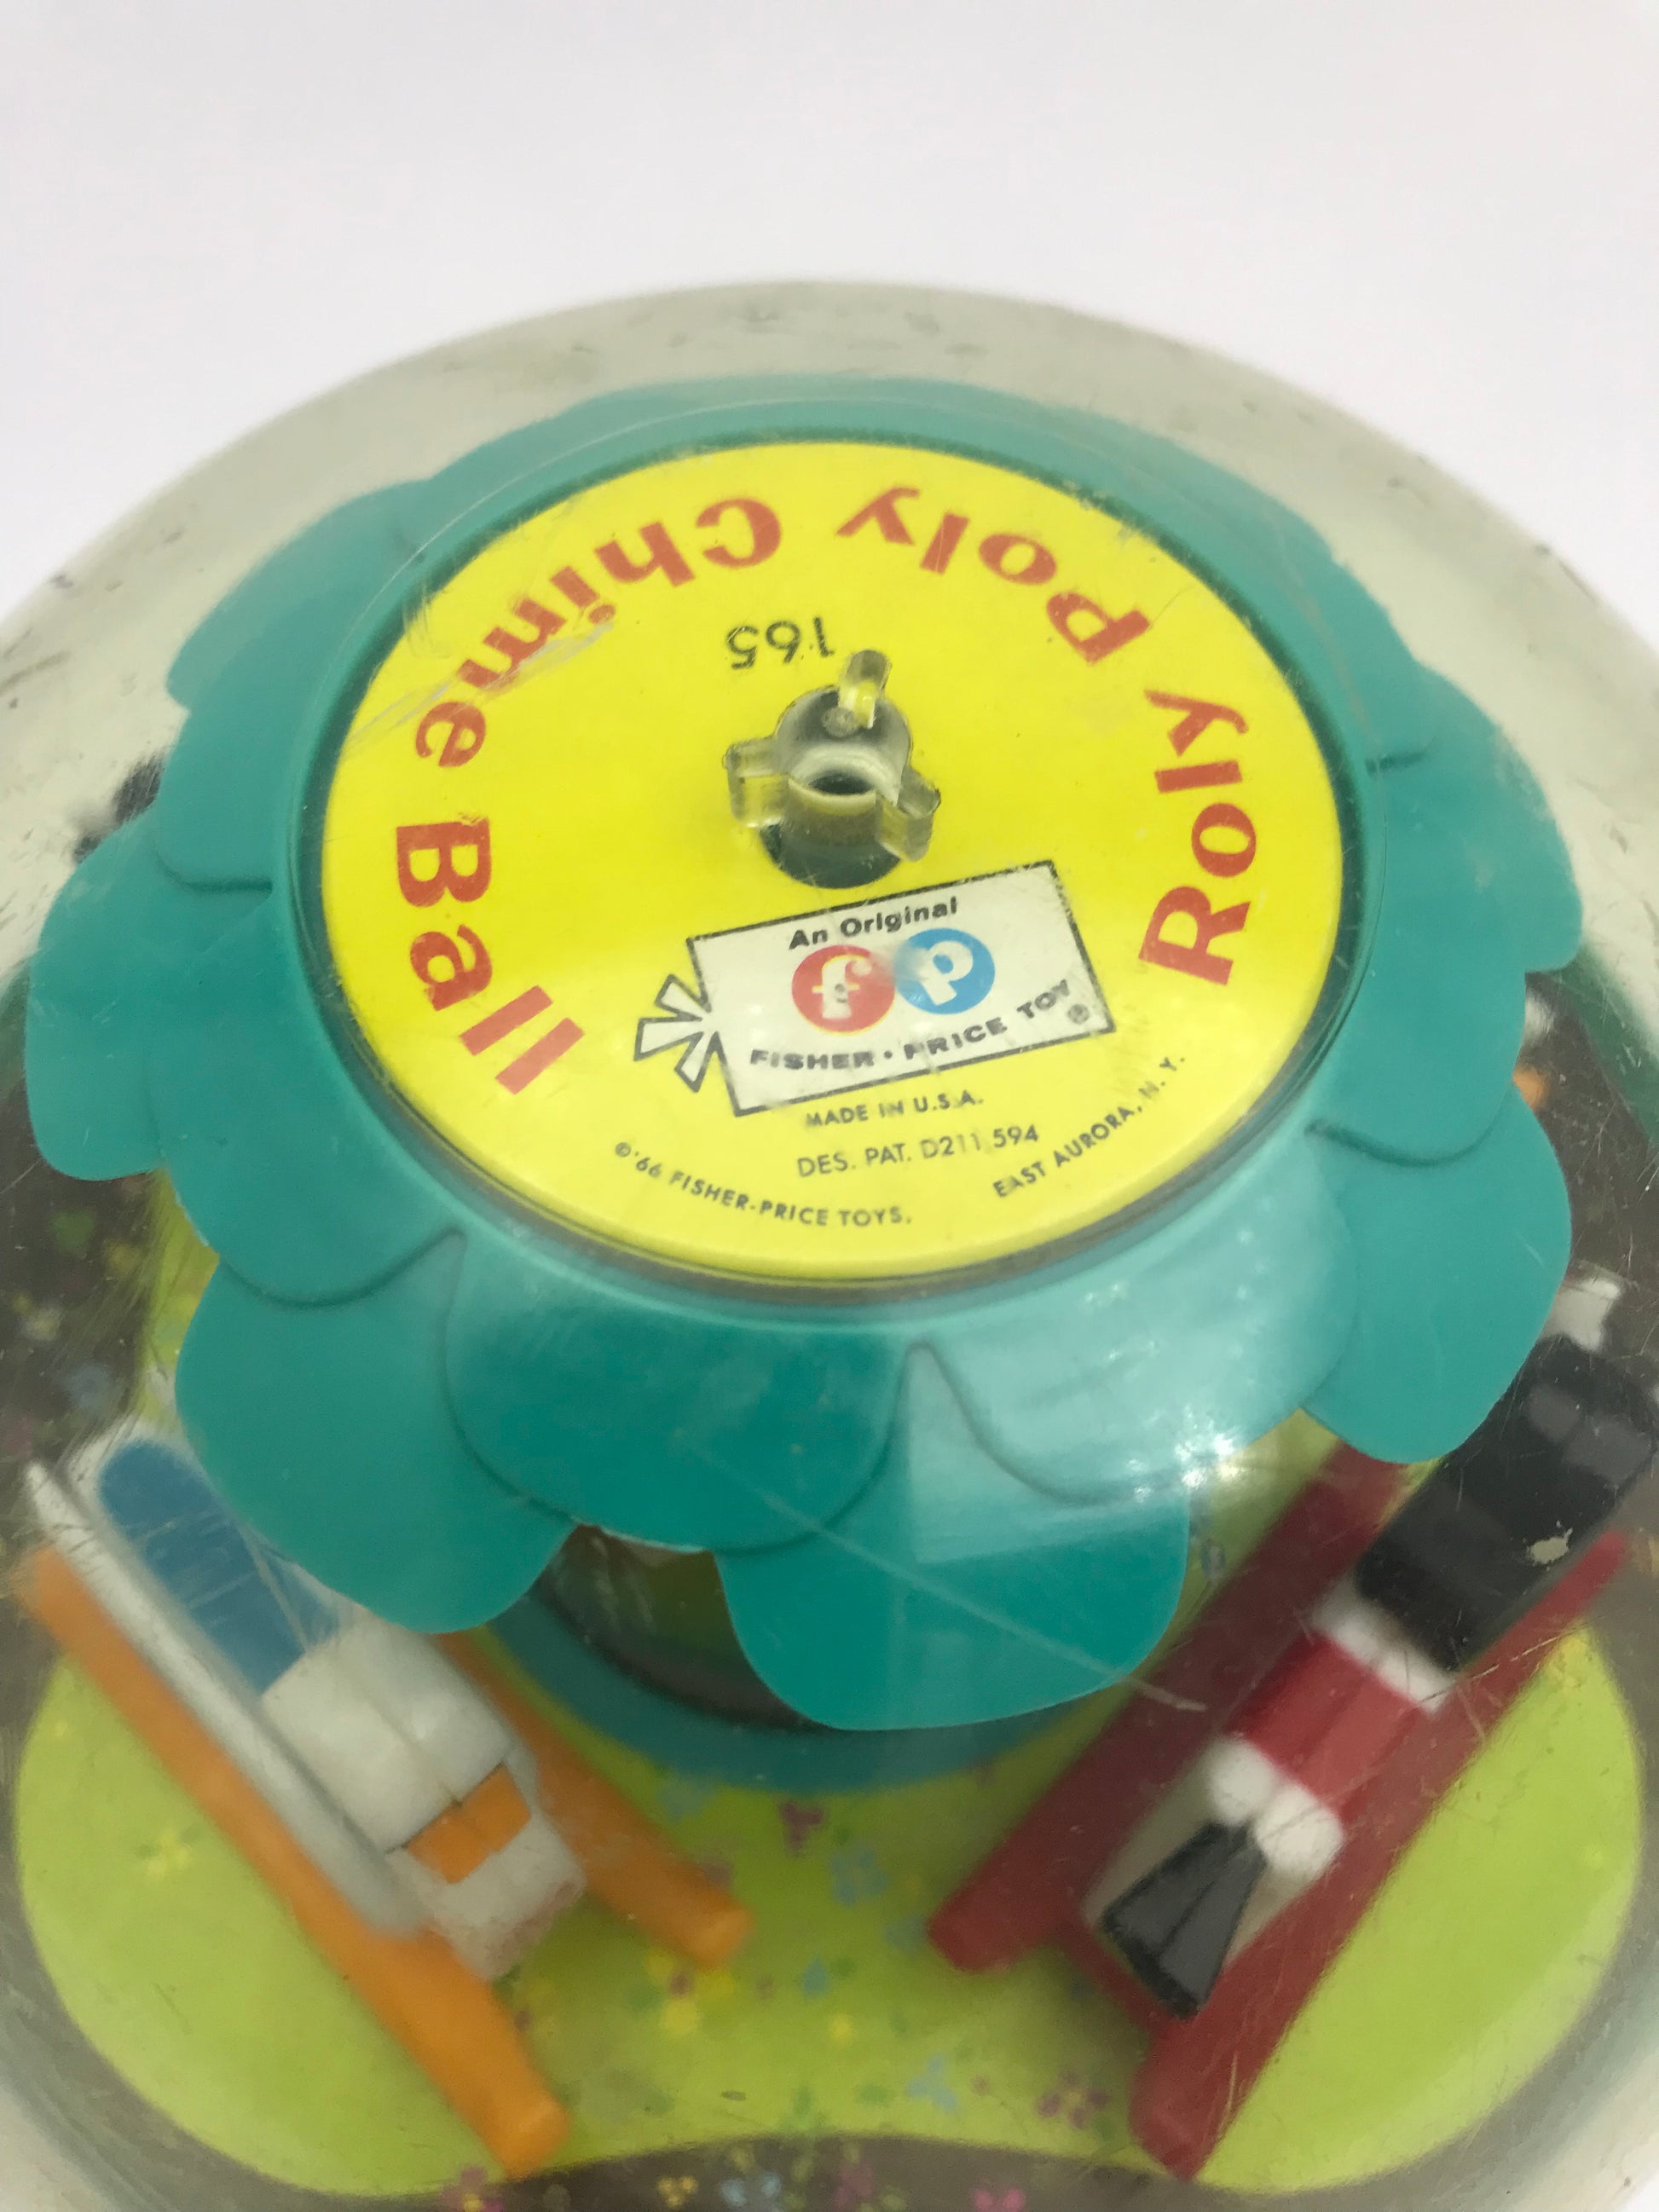 Roly Poly Chime Ball
165
An Original
fp
FISHER·PRICE TOY
®
MADE IN U.S.A.
DES. PAT. D211,594
©'66 FISHER-PRICE TOYS. EAST AURORA, N.Y.